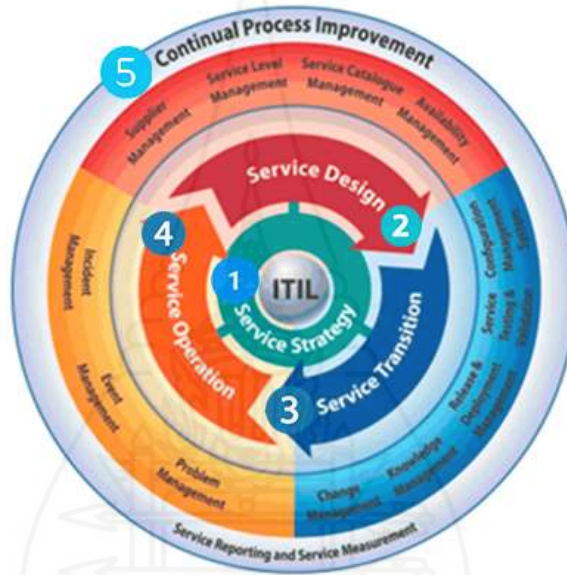 Continual Process Improvement
5
Supplier
Management
Service Level
Management
Service Catalogue
Management
Availability
Management
Service Design
2
4
1
ITIL
Service Strategy
Service Operation
Service Transition
3
Configuration
Management
System
Service
Testing &
Validation
Release &
Deployment
Management
Knowledge
Management
Change
Management
Incident
Management
Event
Management
Problem
Management
Service Reporting and Service Measurement